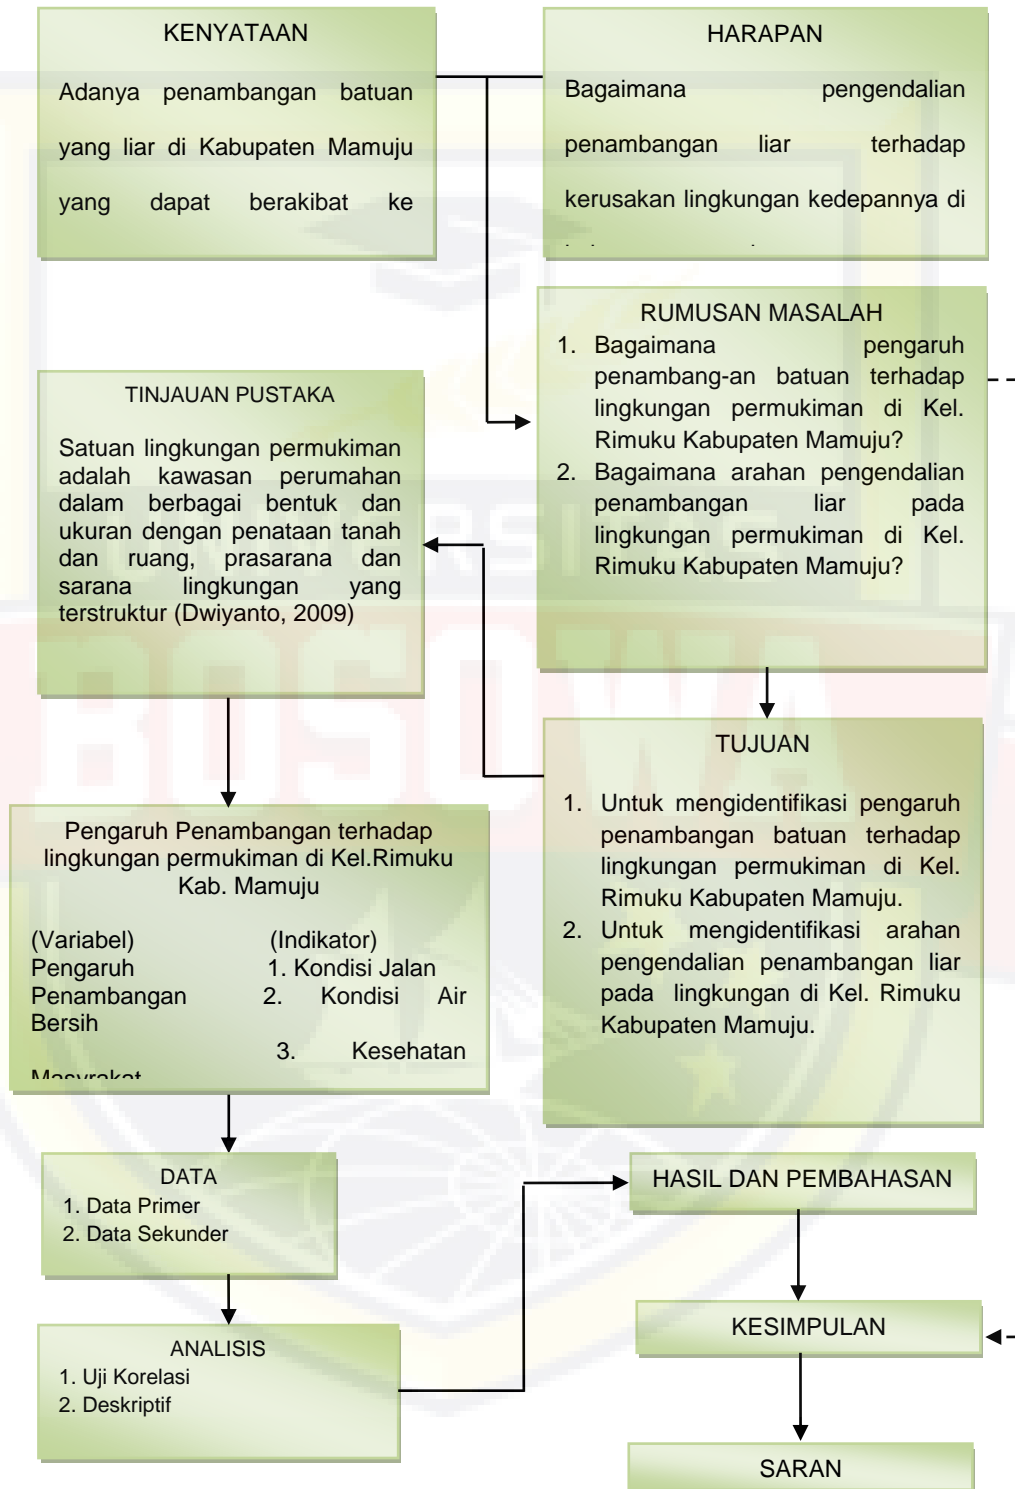 KENYATAAN
Adanya penambangan batuan
yang liar di Kabupaten Mamuju
yang dapat berakibat ke
HARAPAN
Bagaimana pengendalian
penambangan liar terhadap
kerusakan lingkungan kedepannya di
RUMUSAN MASALAH
1. Bagaimana pengaruh
penambang-an batuan terhadap
lingkungan permukiman di Kel.
Rimuku Kabupaten Mamuju?
2. Bagaimana arahan pengendalian
penambangan liar pada
lingkungan permukiman di Kel.
Rimuku Kabupaten Mamuju?
TINJAUAN PUSTAKA
Satuan lingkungan permukiman
adalah kawasan perumahan
dalam berbagai bentuk dan
ukuran dengan penataan tanah
dan ruang, prasarana dan
sarana lingkungan yang
terstruktur (Dwiyanto, 2009)
TUJUAN
1. Untuk mengidentifikasi pengaruh
penambangan batuan terhadap
lingkungan permukiman di Kel.
Rimuku Kabupaten Mamuju.
2. Untuk mengidentifikasi arahan
pengendalian penambangan liar
pada lingkungan di Kel. Rimuku
Kabupaten Mamuju.
Pengaruh Penambangan terhadap
lingkungan permukiman di Kel.Rimuku
Kab. Mamuju
(Variabel) (Indikator)
Pengaruh 1. Kondisi Jalan
Penambangan 2. Kondisi Air
Bersih
3. Kesehatan
Masyrakat
DATA
1. Data Primer
2. Data Sekunder
ANALISIS
1. Uji Korelasi
2. Deskriptif
HASIL DAN PEMBAHASAN
KESIMPULAN
SARAN
UNIVERSITAS
BOSOWA